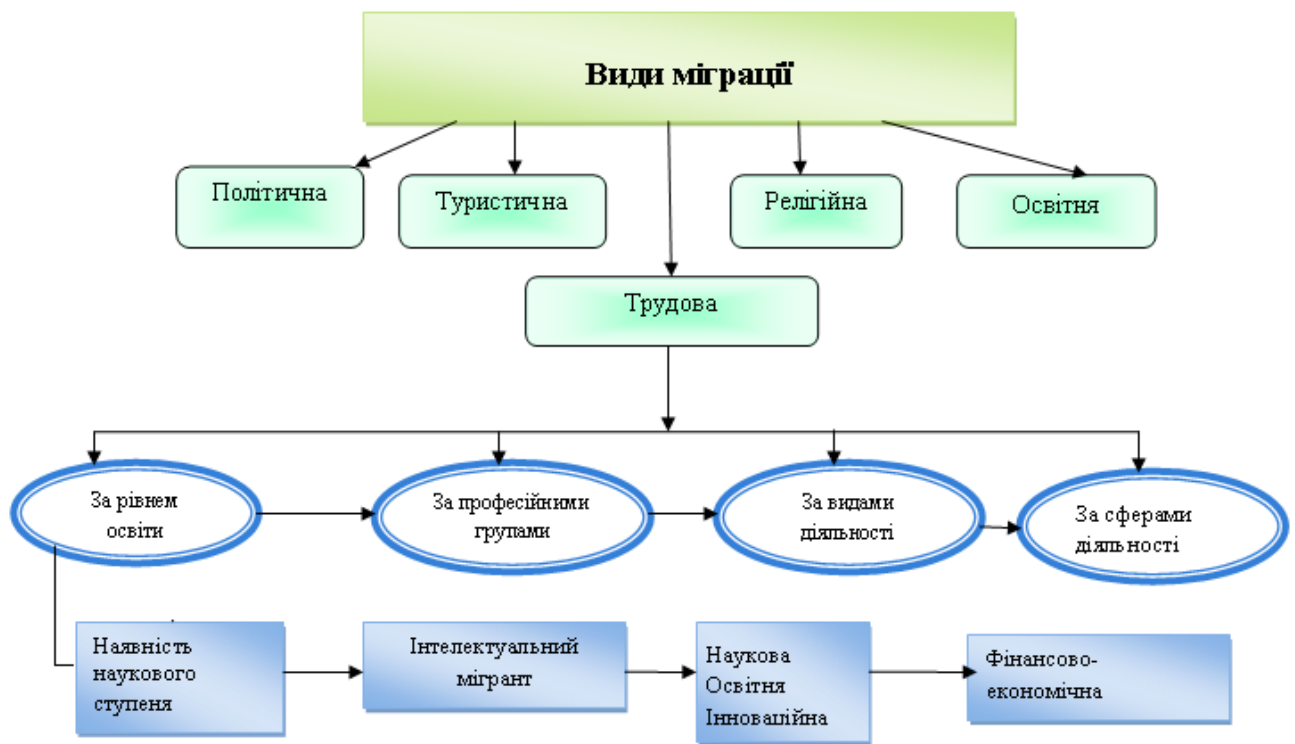 Види міграції
Політична
Туристична
Релігійна
Освітня
Трудова
За рівнем
освіти
За професійними
групами
За видами
діяльності
За сферами
діяльності
Наявність
наукового
ступеня
Інтелектуальний
мігрант
Наукова
Освітня
Інноваційна
Фінансово-
економічна